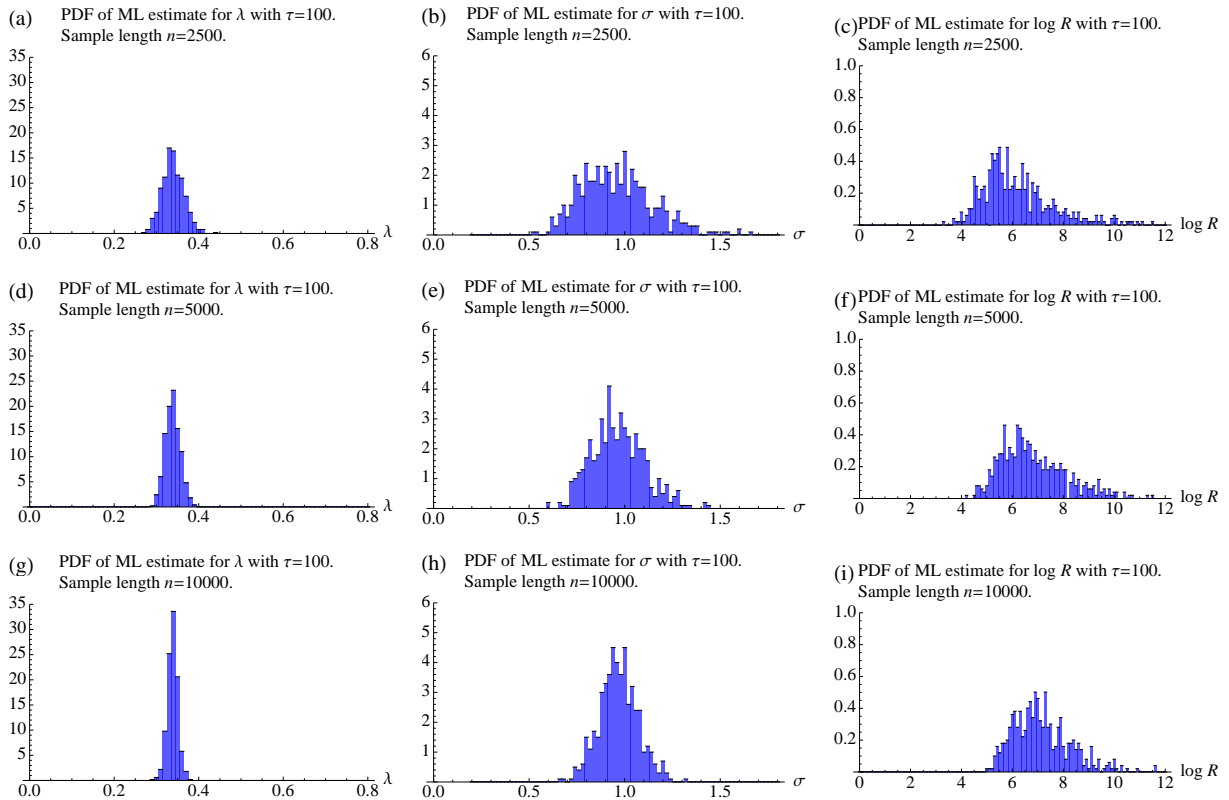 (a) PDF of ML estimate for λ with τ=100.
Sample length n=2500.
35
30
25
20
15
10
5
0.0 0.2 0.4 0.6 0.8 λ
(b) PDF of ML estimate for σ with τ=100.
Sample length n=2500.
6
5
4
3
2
1
0.0 0.5 1.0 1.5 σ
(c) PDF of ML estimate for log R with τ=100.
Sample length n=2500.
1.0
0.8
0.6
0.4
0.2
0 2 4 6 8 10 12 log R
(d) PDF of ML estimate for λ with τ=100.
Sample length n=5000.
35
30
25
20
15
10
5
0.0 0.2 0.4 0.6 0.8 λ
(e) PDF of ML estimate for σ with τ=100.
Sample length n=5000.
6
5
4
3
2
1
0.0 0.5 1.0 1.5 σ
(f) PDF of ML estimate for log R with τ=100.
Sample length n=5000.
1.0
0.8
0.6
0.4
0.2
0 2 4 6 8 10 12 log R
(g) PDF of ML estimate for λ with τ=100.
Sample length n=10000.
35
30
25
20
15
10
5
0.0 0.2 0.4 0.6 0.8 λ
(h) PDF of ML estimate for σ with τ=100.
Sample length n=10000.
6
5
4
3
2
1
0.0 0.5 1.0 1.5 σ
(i) PDF of ML estimate for log R with τ=100.
Sample length n=10000.
1.0
0.8
0.6
0.4
0.2
0 2 4 6 8 10 12 log R